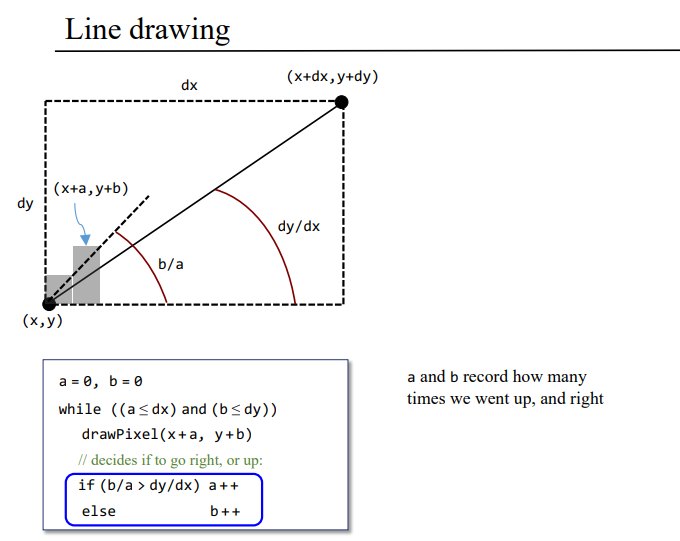 Line drawing
dx
(x+dx,y+dy)
(x+a,y+b)
dy
dy/dx
b/a
(x,y)
a = 0, b = 0
while ((a ≤ dx) and (b ≤ dy))
drawPixel(x+a, y+b)
// decides if to go right, or up:
if (b/a > dy/dx) a++
else b++
a and b record how many
times we went up, and right